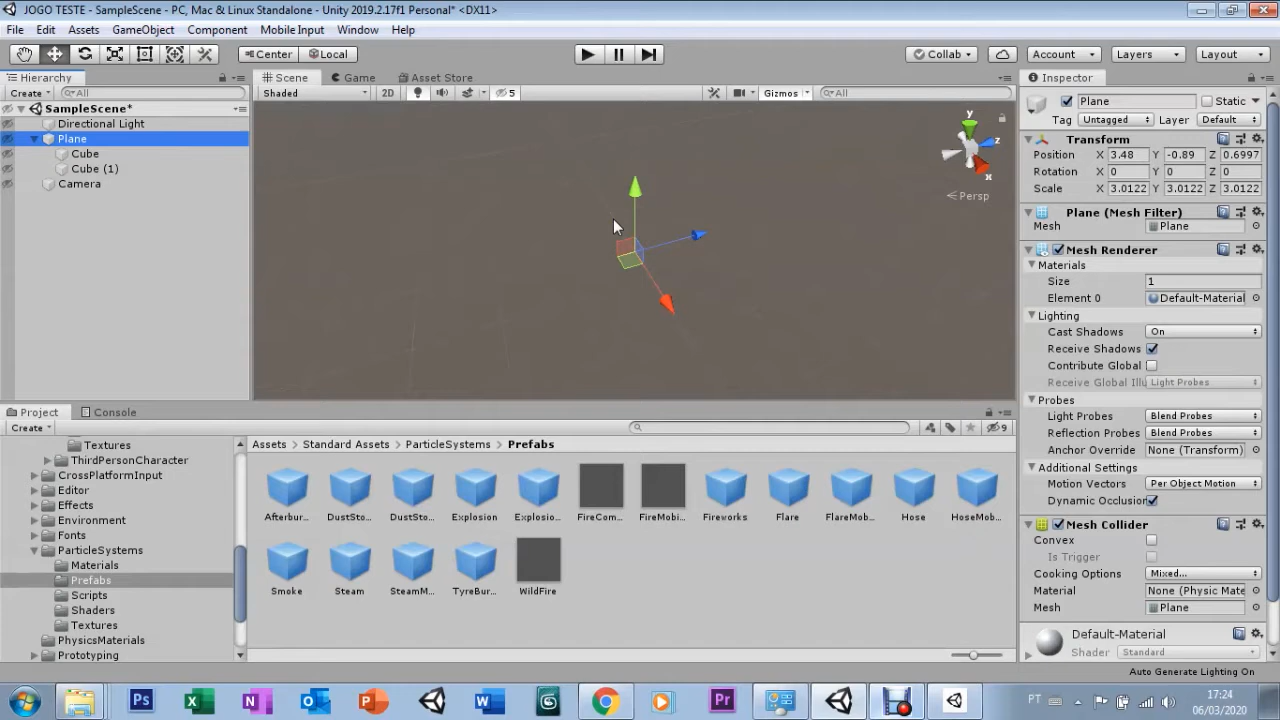 JOGO TESTE - SampleScene - PC, Mac & Linux Standalone - Unity 2019.2.17f1 Personal* <DX11>
File Edit Assets GameObject Component Mobile Input Window Help
Center Local Collab Account Layers Layout
Hierarchy Scene Game Asset Store Inspector
Create All Shaded 2D 5 Gizmos All
SampleScene*
Directional Light
Plane
Cube
Cube (1)
Camera
y
z
x
Persp
Plane Static
Tag Untagged Layer Default
Transform
Position X 3.48 Y -0.89 Z 0.6997
Rotation X 0 Y 0 Z 0
Scale X 3.0122 Y 3.0122 Z 3.0122
Plane (Mesh Filter)
Mesh Plane
Mesh Renderer
Materials
Size 1
Element 0 Default-Material
Lighting
Cast Shadows On
Receive Shadows
Contribute Global
Receive Global Illu Light Probes
Probes
Light Probes Blend Probes
Reflection Probes Blend Probes
Anchor Override None (Transform)
Additional Settings
Motion Vectors Per Object Motion
Dynamic Occlusion
Mesh Collider
Convex
Is Trigger
Cooking Options Mixed...
Material None (Physic Mate
Mesh Plane
Default-Material
Shader Standard
Auto Generate Lighting On
Project Console
Create 9
Textures
ThirdPersonCharacter
CrossPlatformInput
Editor
Effects
Environment
Fonts
ParticleSystems
Materials
Prefabs
Scripts
Shaders
Textures
PhysicsMaterials
Prototyping
Assets Standard Assets ParticleSystems Prefabs
Afterbur... DustSto... DustSto... Explosion Explosio... FireCom... FireMobi... Fireworks Flare FlareMob... Hose HoseMob...
Smoke Steam SteamM... TyreBur... WildFire
PT 17:24
06/03/2020